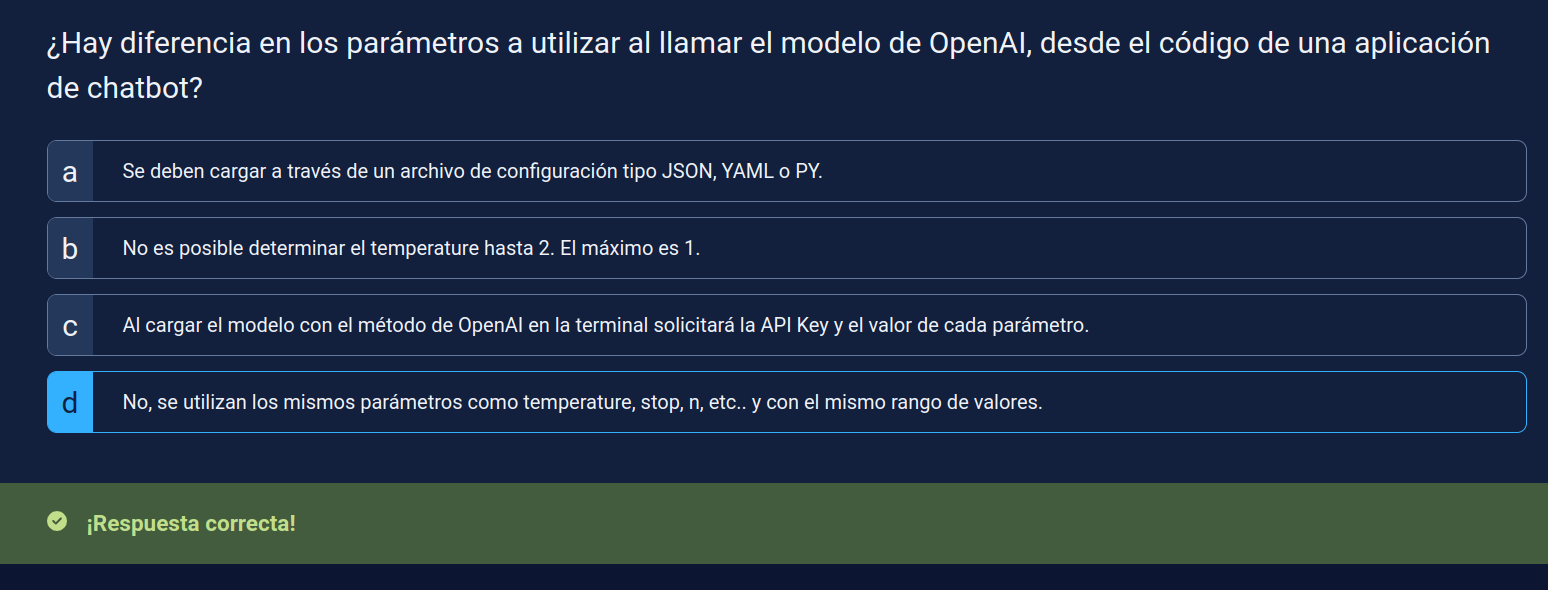 ¿Hay diferencia en los parámetros a utilizar al llamar el modelo de OpenAI, desde el código de una aplicación
de chatbot?
a Se deben cargar a través de un archivo de configuración tipo JSON, YAML o PY.
b No es posible determinar el temperature hasta 2. El máximo es 1.
c Al cargar el modelo con el método de OpenAI en la terminal solicitará la API Key y el valor de cada parámetro.
d No, se utilizan los mismos parámetros como temperature, stop, n, etc.. y con el mismo rango de valores.
¡Respuesta correcta!